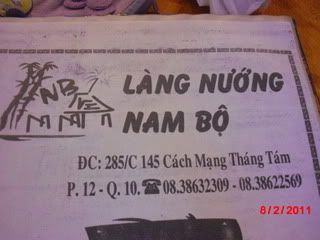 NB
VE
LÀNG NƯỚNG
NAM BỘ
ĐC: 285/C 145 Cách Mạng Tháng Tám
P. 12 - Q. 10. ☎ 08.38632309 - 08.38622569
8/2/2011